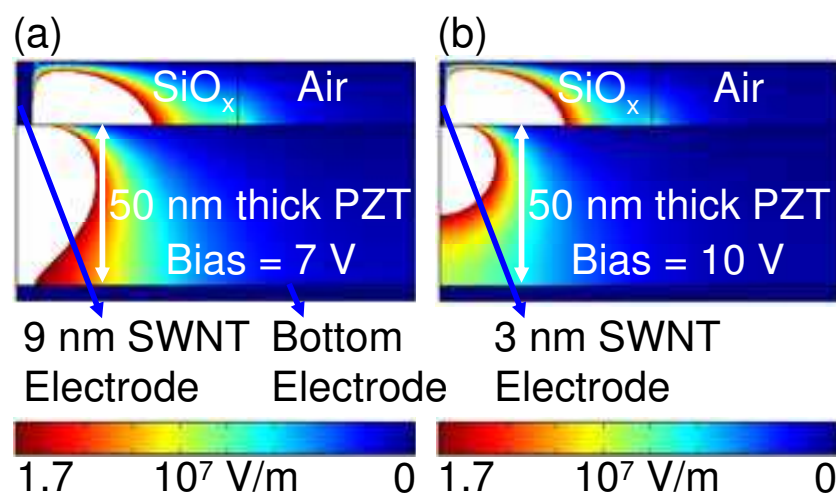 (a)
SiOₓ Air
50 nm thick PZT
Bias = 7 V
9 nm SWNT Bottom
Electrode Electrode
1.7 10⁷ V/m 0
(b)
SiOₓ Air
50 nm thick PZT
Bias = 10 V
3 nm SWNT
Electrode
1.7 10⁷ V/m 0